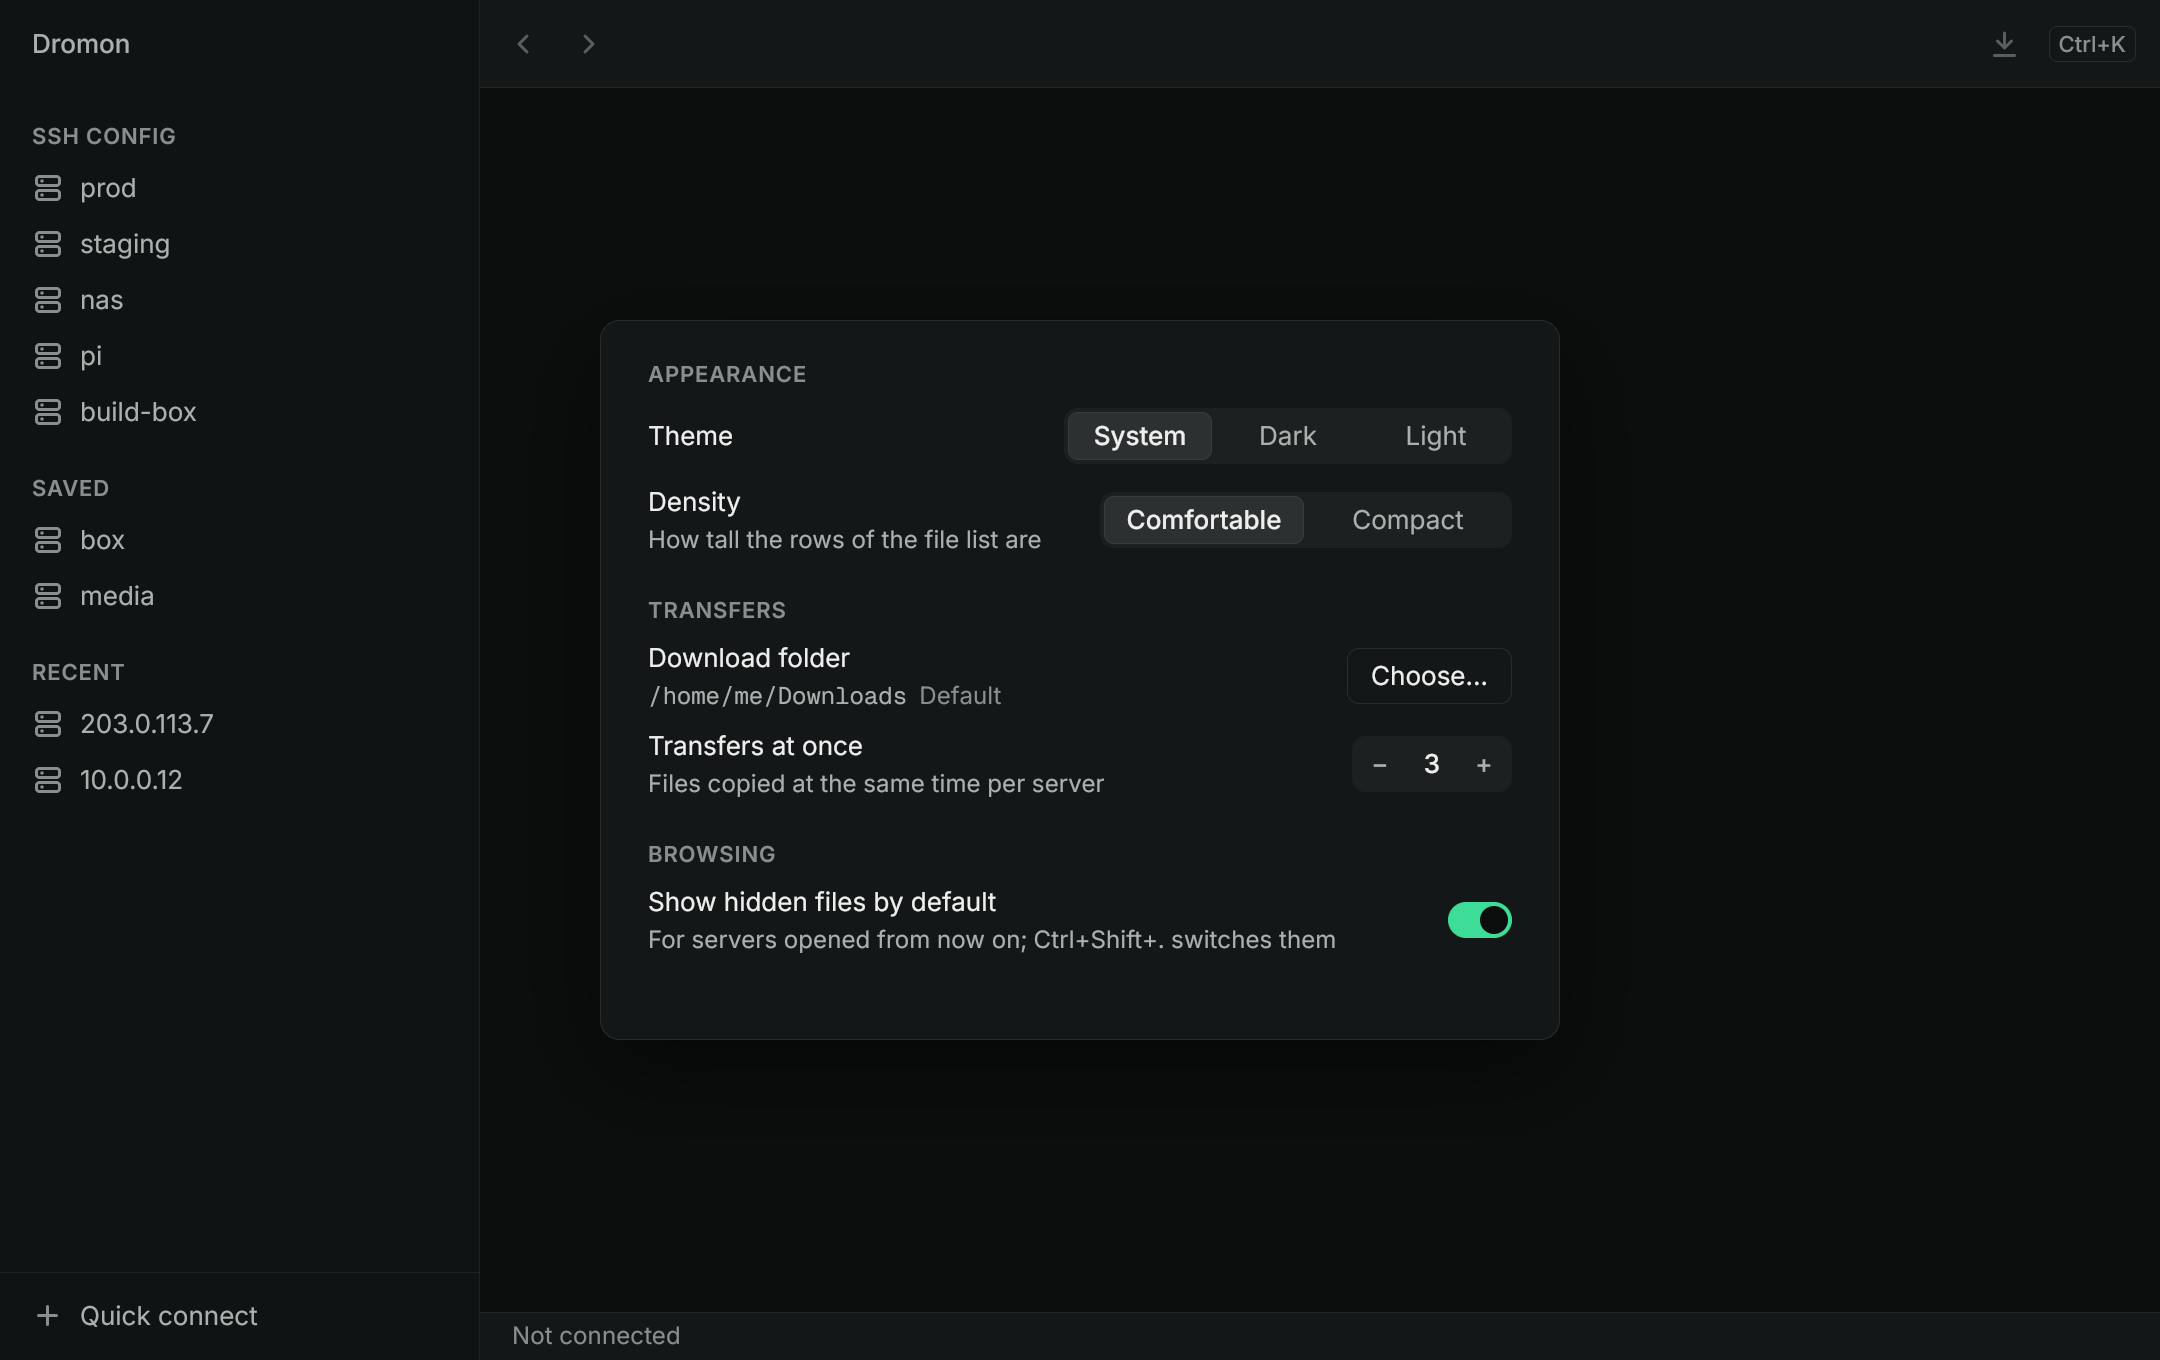 Dromon
Ctrl+K
SSH CONFIG
prod
staging
nas
pi
build-box
SAVED
box
media
RECENT
203.0.113.7
10.0.0.12
Quick connect
APPEARANCE
Theme
System Dark Light
Density
How tall the rows of the file list are
Comfortable Compact
TRANSFERS
Download folder
/home/me/Downloads Default
Choose...
Transfers at once
Files copied at the same time per server
− 3 +
BROWSING
Show hidden files by default
For servers opened from now on; Ctrl+Shift+. switches them
Not connected